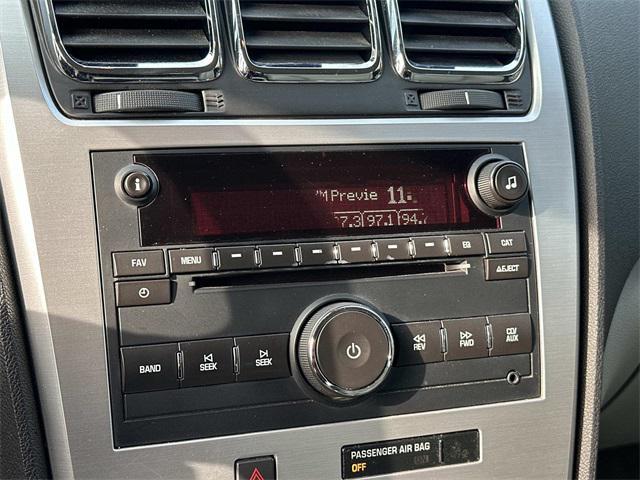 i
"M Previe 11:
7.3 97.1 94.7
FAV
MENU
EQ
CAT
EJECT
BAND
SEEK
SEEK
REV
FWD
CD/
AUX
PASSENGER AIR BAG
OFF